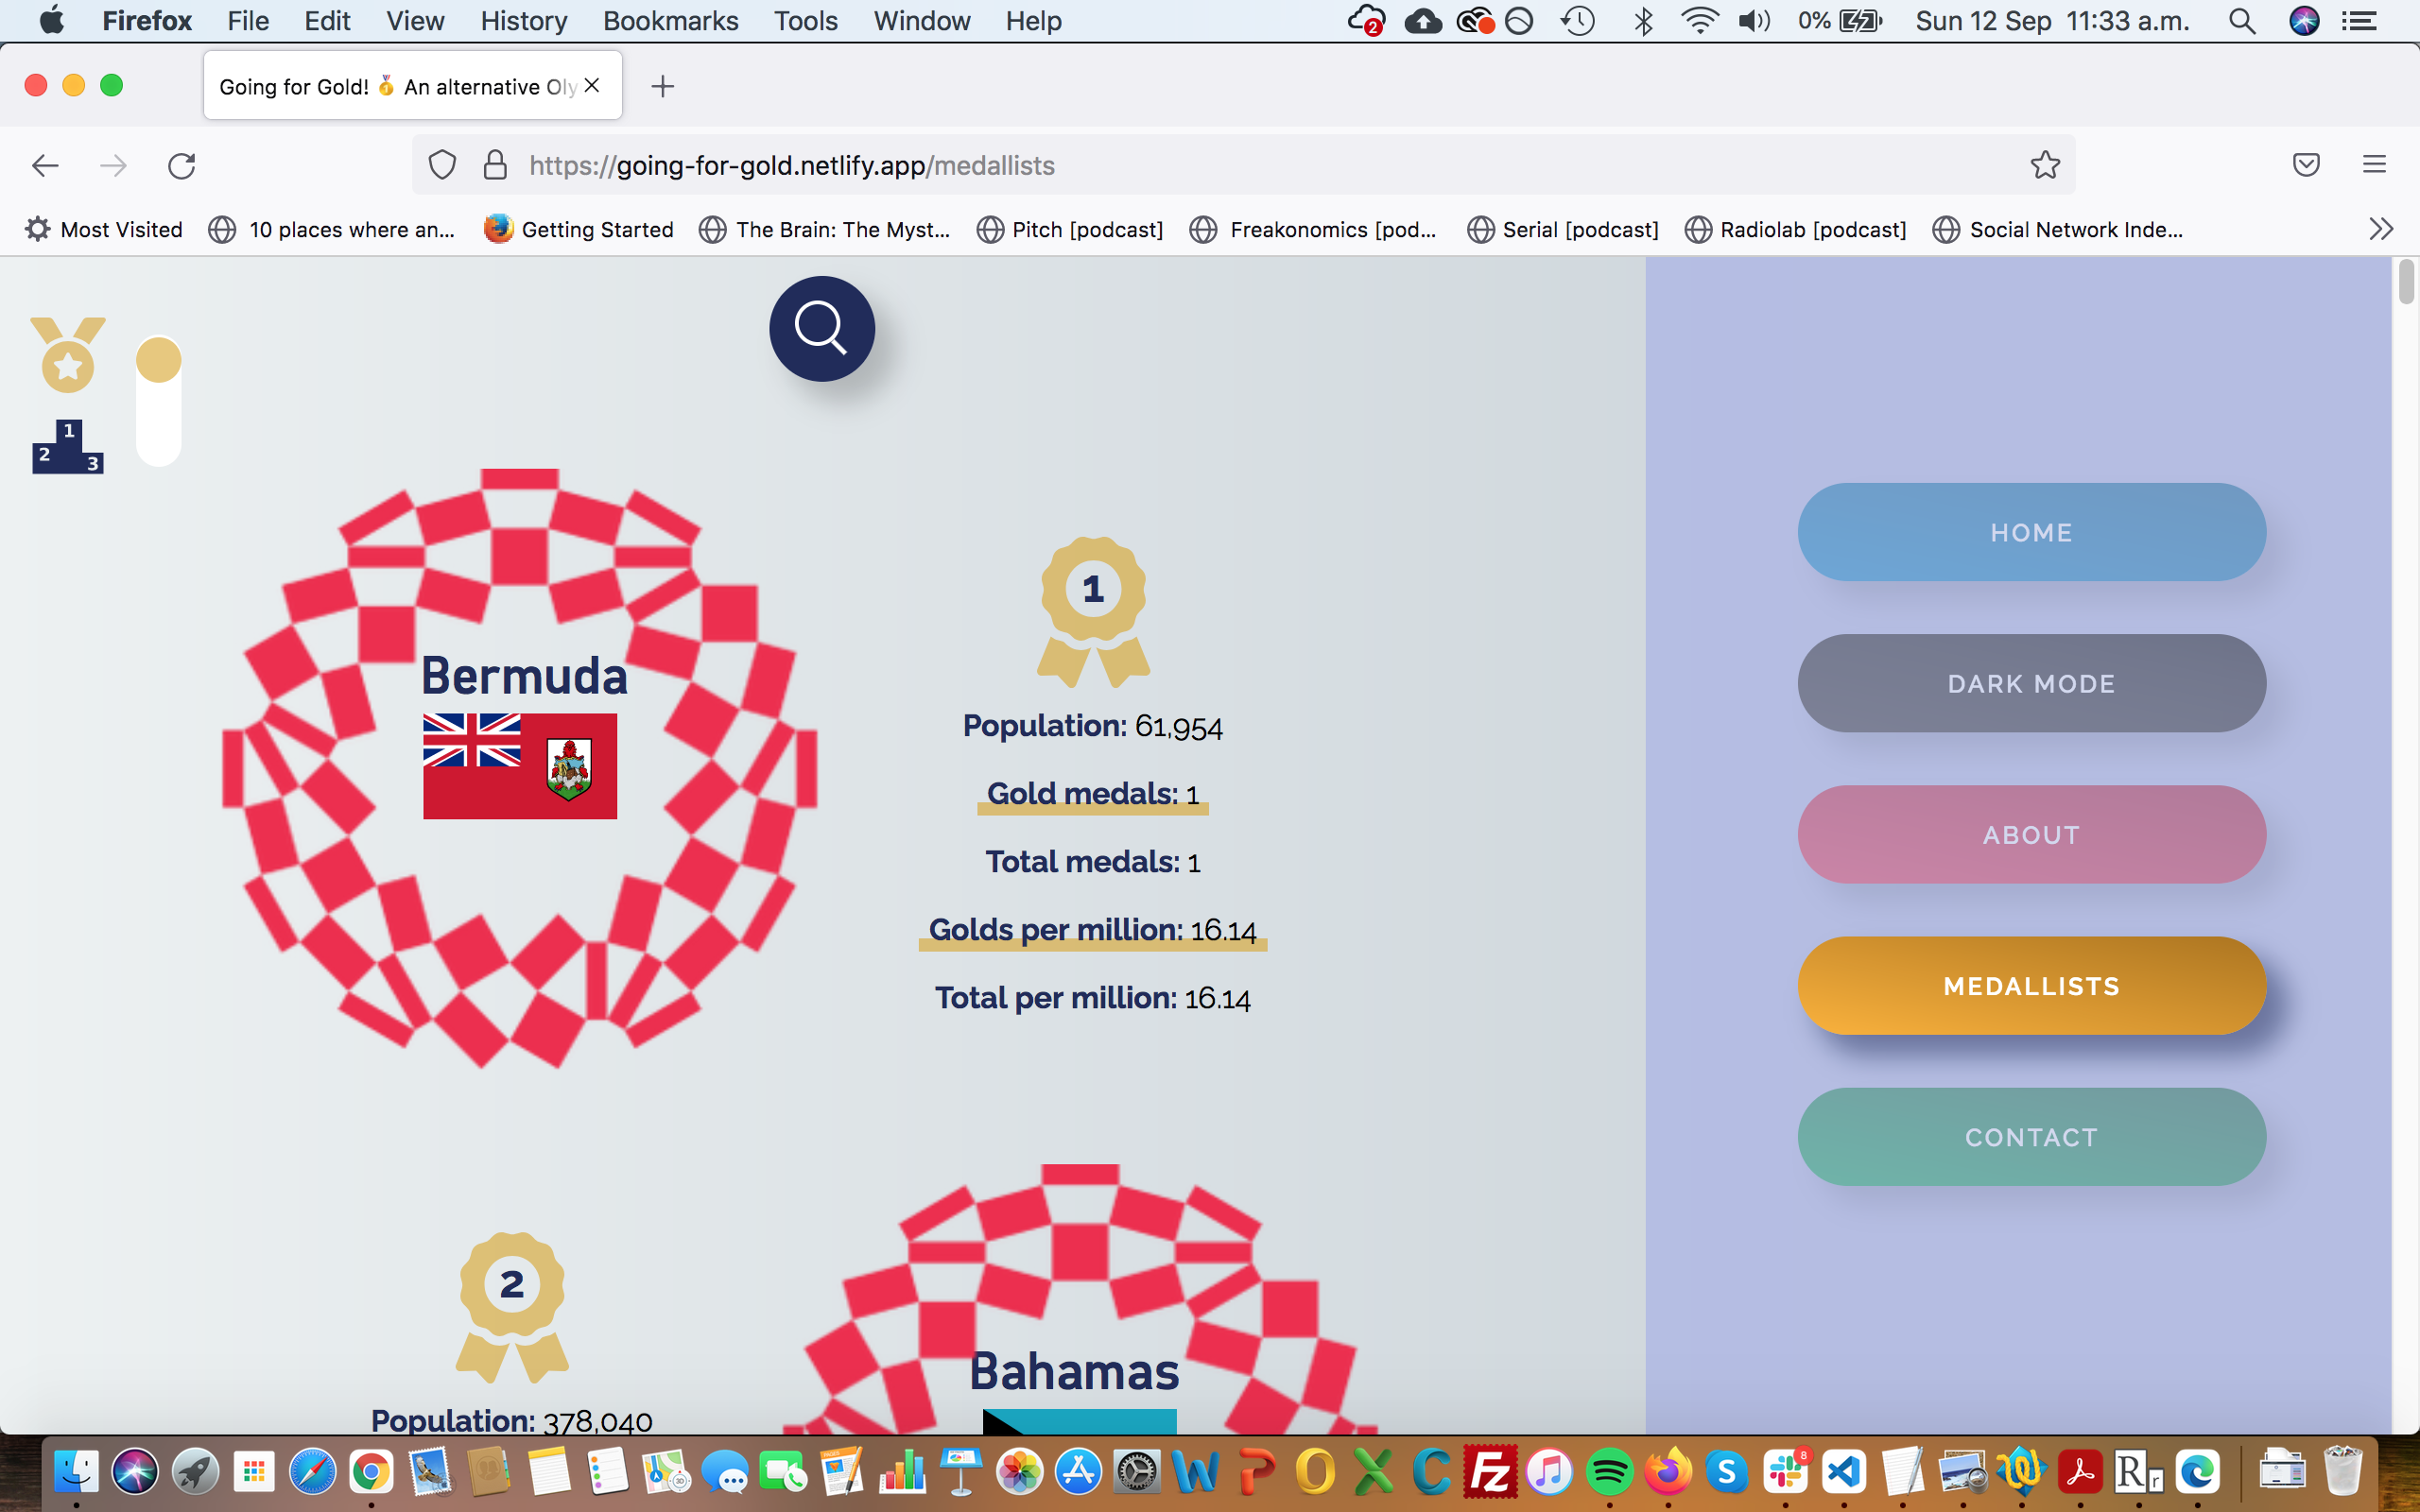 Firefox File Edit View History Bookmarks Tools Window Help 2 0% Sun 12 Sep 11:33 a.m.
Going for Gold! 🏅 An alternative Oly
https://going-for-gold.netlify.app/medallists
Most Visited 10 places where an... Getting Started The Brain: The Myst... Pitch [podcast] Freakonomics [pod... Serial [podcast] Radiolab [podcast] Social Network Inde...
1
2
3
Bermuda
1
Population: 61,954
Gold medals: 1
Total medals: 1
Golds per million: 16.14
Total per million: 16.14
2
Population: 378,040
Bahamas
HOME
DARK MODE
ABOUT
MEDALLISTS
CONTACT
30
W P O X C Fz S 8 R r